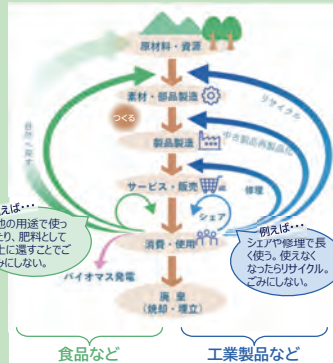 原材料・資源
自然へ戻す
リサイクル
素材・部品製造
つくる
中古製品再製品化
製品製造
サービス・販売
修理
シェア
消費・使用
バイオマス発電
廃 棄
(焼却・埋立)
えば・・・
他の用途で使っ
たり、肥料として
土に還すことでご
みにしない。
例えば・・・
シェアや修理で長
く使う。使えなく
なったらリサイクル。
ごみにしない。
食品など
工業製品など